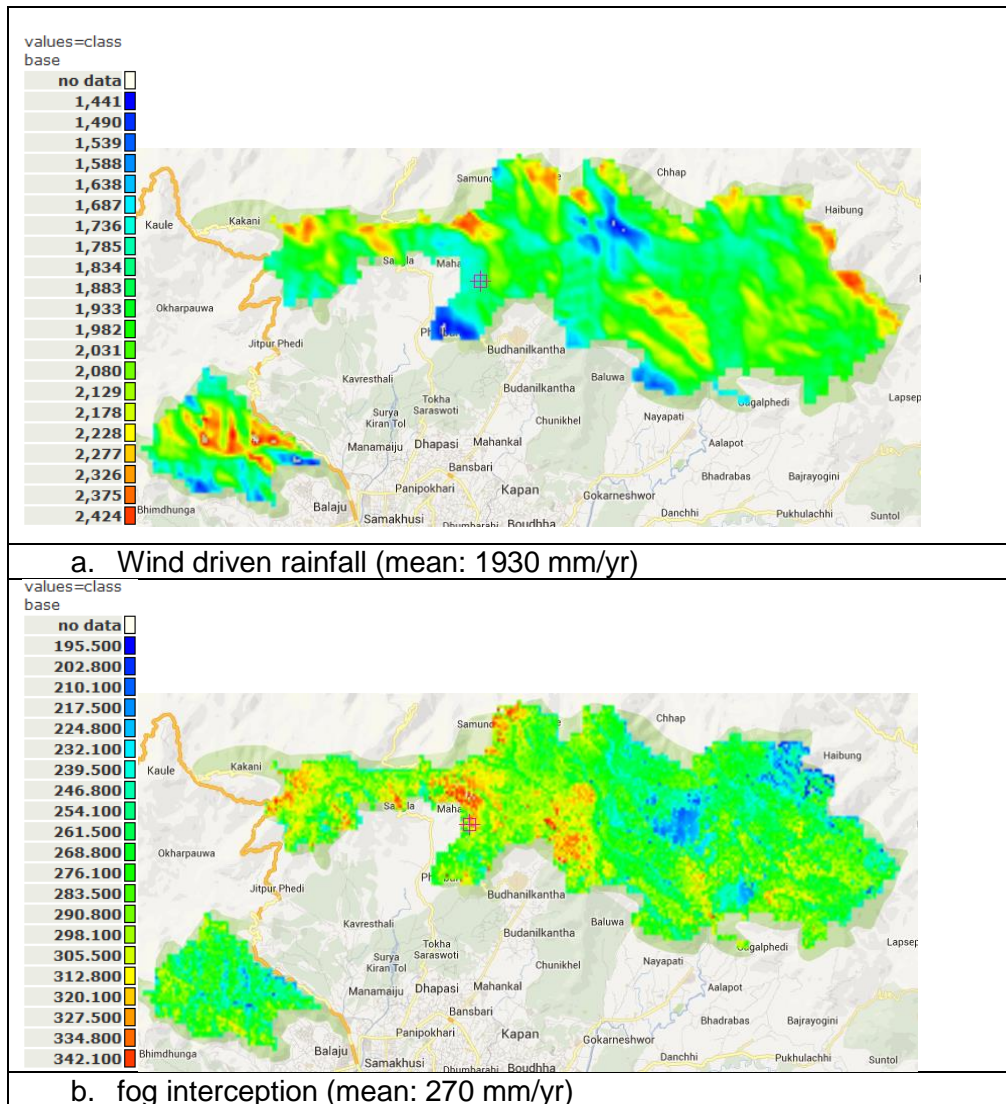 values=class
base
no data
1,441
1,490
1,539
1,588
1,638
1,687
1,736
1,785
1,834
1,883
1,933
1,982
2,031
2,080
2,129
2,178
2,228
2,277
2,326
2,375
2,424
Chhap
Haibung
Kakani
Kaule
Okharpauwa
Jitpur Phedi
Budhanilkantha
Kavresthali
Budanilkantha
Baluwa
Lapsep
Tokha
Saraswoti
Surya
Kiran Tol
Chunikhel
Nayapati
Manamaiju
Dhapasi
Mahankal
Aalapot
Bansbari
Bhadrabas
Bajrayogini
Panipokhari
Kapan
Gokarneshwor
Bhimdhunga
Balaju
Samakhusi
Dhumbarahi
Boudhha
Danchhi
Pukhulachhi
Suntol
a. Wind driven rainfall (mean: 1930 mm/yr)
values=class
base
no data
195.500
202.800
210.100
217.500
224.800
232.100
239.500
246.800
254.100
261.500
268.800
276.100
283.500
290.800
298.100
305.500
312.800
320.100
327.500
334.800
342.100
Chhap
Haibung
Kakani
Kaule
Okharpauwa
Jitpur Phedi
Budhanilkantha
Kavresthali
Budanilkantha
Baluwa
Lapsep
Tokha
Saraswoti
Surya
Kiran Tol
Chunikhel
Nayapati
Manamaiju
Dhapasi
Mahankal
Aalapot
Bansbari
Bhadrabas
Bajrayogini
Panipokhari
Kapan
Gokarneshwor
Bhimdhunga
Balaju
Samakhusi
Dhumbarahi
Boudhha
Danchhi
Pukhulachhi
Suntol
b. fog interception (mean: 270 mm/yr)